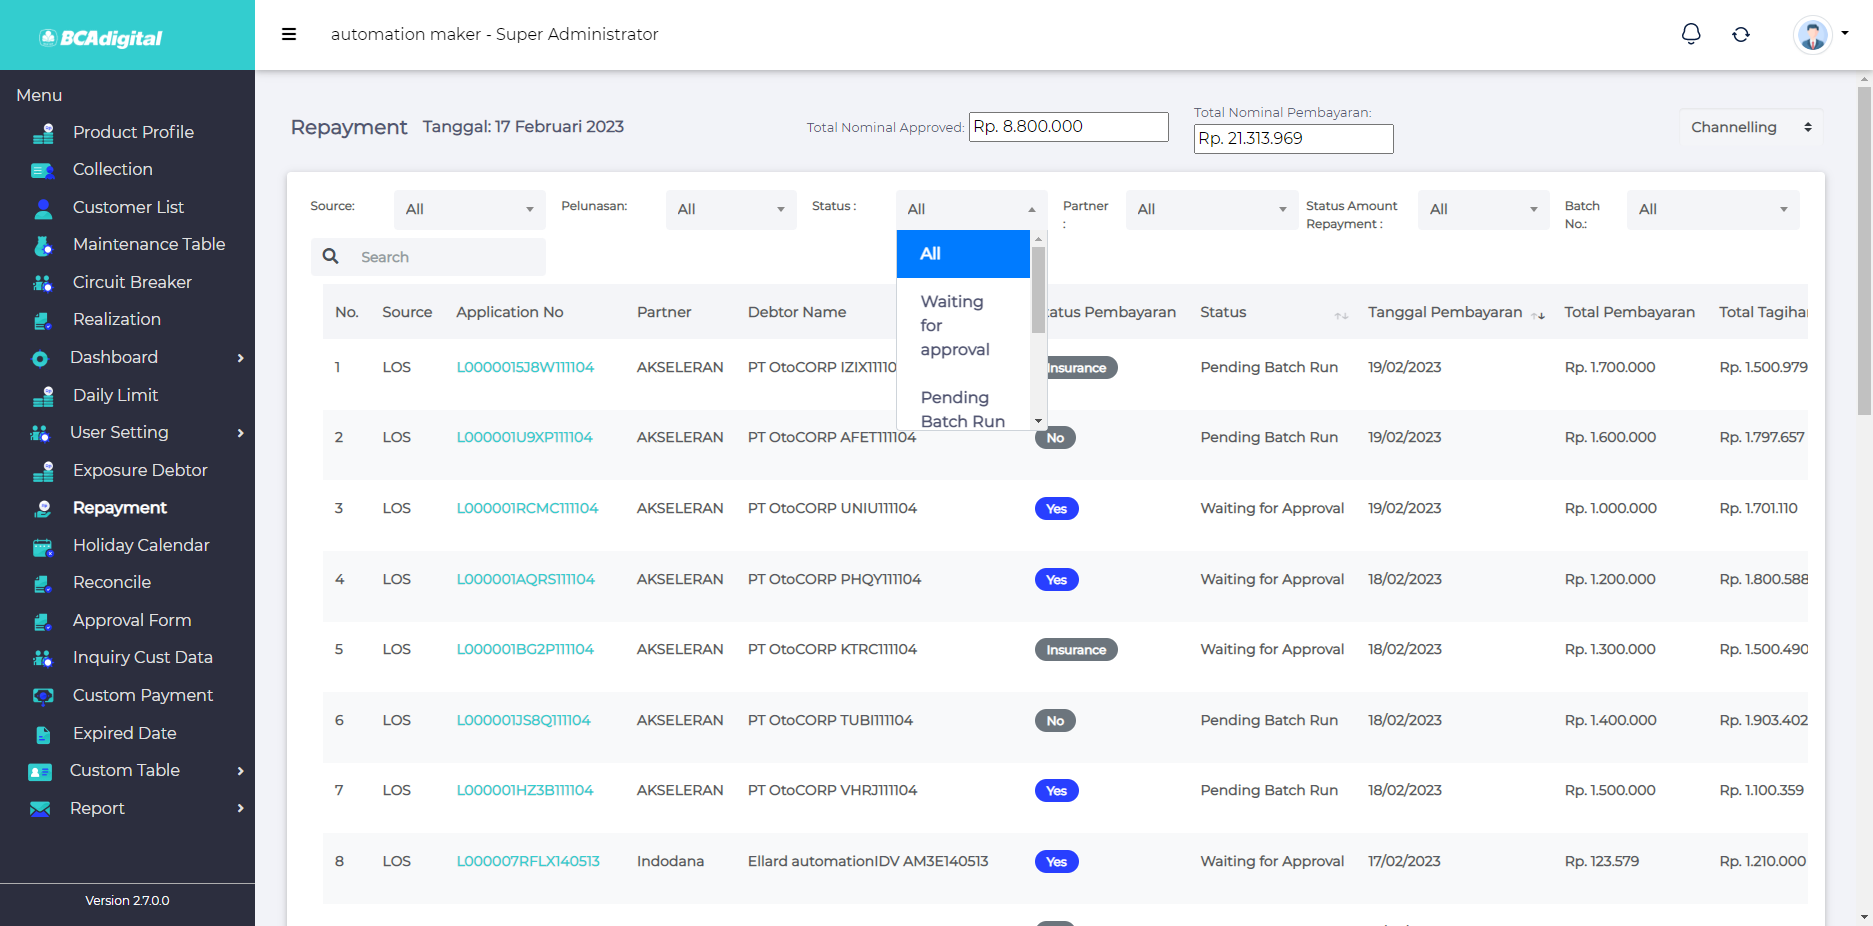 BCAdigital
automation maker - Super Administrator
Menu
Product Profile
Collection
Customer List
Maintenance Table
Circuit Breaker
Realization
Dashboard
Daily Limit
User Setting
Exposure Debtor
Repayment
Holiday Calendar
Reconcile
Approval Form
Inquiry Cust Data
Custom Payment
Expired Date
Custom Table
Report
Version 2.7.0.0
Repayment Tanggal: 17 Februari 2023
Total Nominal Approved: Rp. 8.800.000
Total Nominal Pembayaran:
Rp. 21.313.969
Channelling
Source: All
Pelunasan: All
Status : All
Partner : All
Status Amount Repayment : All
Batch No.: All
Search
All
Waiting
for
approval
Pending
Batch Run
No. Source Application No Partner Debtor Name atus Pembayaran Status Tanggal Pembayaran Total Pembayaran Total Tagihan
1 LOS L0000015J8W111104 AKSELERAN PT OtoCORP IZIX11110 Insurance Pending Batch Run 19/02/2023 Rp. 1.700.000 Rp. 1.500.979
2 LOS L000001U9XP111104 AKSELERAN PT OtoCORP AFET111104 No Pending Batch Run 19/02/2023 Rp. 1.600.000 Rp. 1.797.657
3 LOS L000001RCMC111104 AKSELERAN PT OtoCORP UNIU111104 Yes Waiting for Approval 19/02/2023 Rp. 1.000.000 Rp. 1.701.110
4 LOS L000001AQRS111104 AKSELERAN PT OtoCORP PHQY111104 Yes Waiting for Approval 18/02/2023 Rp. 1.200.000 Rp. 1.800.588
5 LOS L000001BG2P111104 AKSELERAN PT OtoCORP KTRC111104 Insurance Waiting for Approval 18/02/2023 Rp. 1.300.000 Rp. 1.500.490
6 LOS L000001JS8Q111104 AKSELERAN PT OtoCORP TUBI111104 No Pending Batch Run 18/02/2023 Rp. 1.400.000 Rp. 1.903.402
7 LOS L000001HZ3B111104 AKSELERAN PT OtoCORP VHRJ111104 Yes Pending Batch Run 18/02/2023 Rp. 1.500.000 Rp. 1.100.359
8 LOS L000007RFLX140513 Indodana Ellard automationIDV AM3E140513 Yes Waiting for Approval 17/02/2023 Rp. 123.579 Rp. 1.210.000